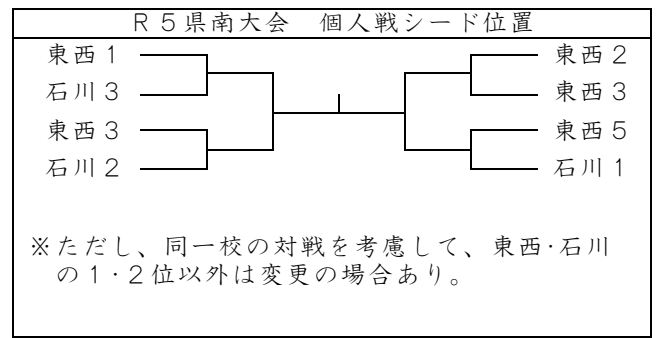 Ｒ５県南大会　個人戦シード位置
東西１
石川３
東西３
石川２
東西２
東西３
東西５
石川１
※ただし、同一校の対戦を考慮して、東西･石川
の１･２位以外は変更の場合あり。